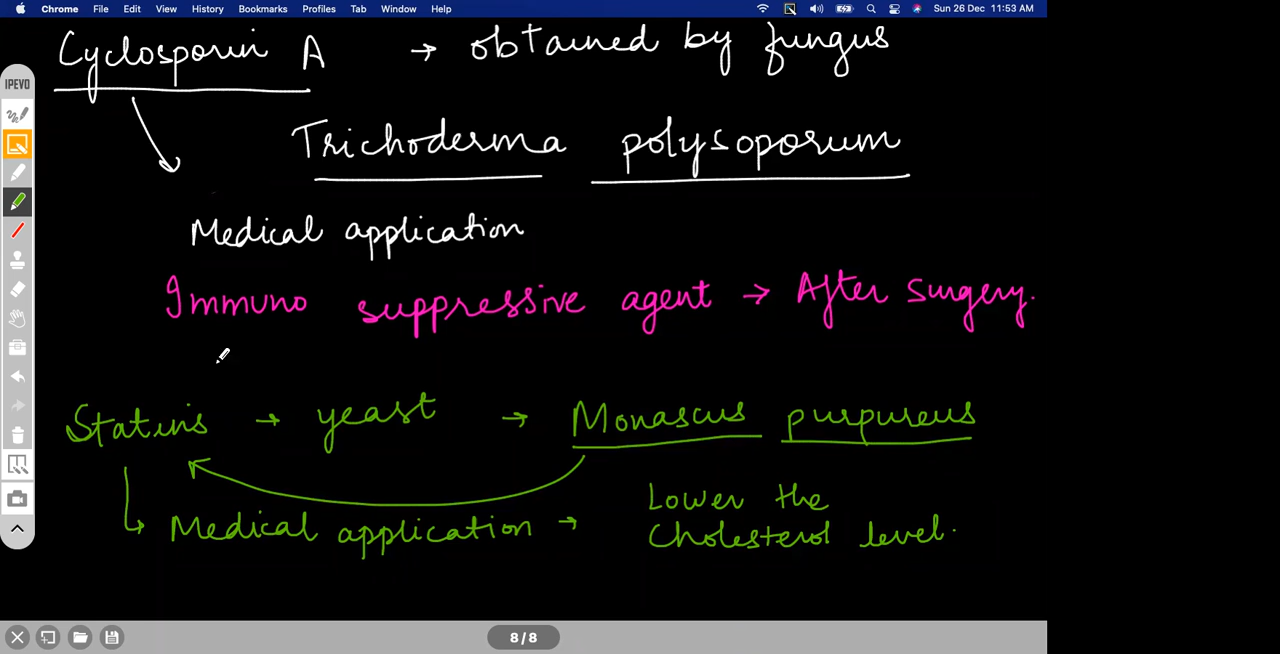 Chrome File Edit View History Bookmarks Profiles Tab Window Help Sun 26 Dec 11:53 AM
Cyclosporin A → obtained by fungus
IPEVO
Trichoderma polysoporum
Medical application
Immuno suppressive agent → After surgery.
Statins → yeast → Monascus purpureus
Medical application → Lower the
Cholesterol level.
8/8